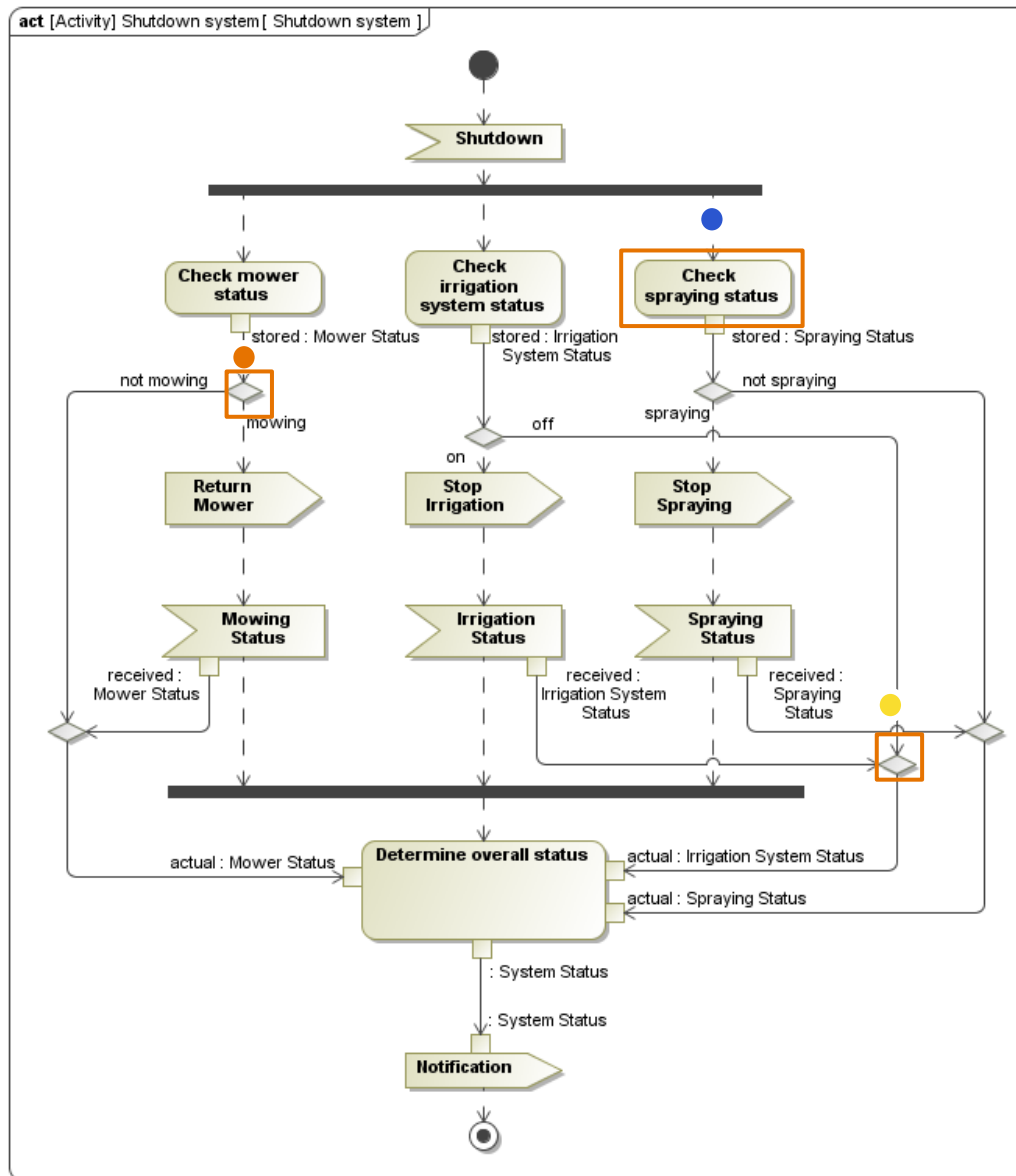 act [Activity] Shutdown system[ Shutdown system ]
Shutdown
Check mower
status
Check
irrigation
system status
Check
spraying status
stored : Mower Status
stored : Irrigation
System Status
stored : Spraying Status
not mowing
mowing
off
on
not spraying
spraying
Return
Mower
Stop
Irrigation
Stop
Spraying
Mowing
Status
Irrigation
Status
Spraying
Status
received :
Mower Status
received :
Irrigation System
Status
received :
Spraying
Status
Determine overall status
actual : Mower Status
actual : Irrigation System Status
actual : Spraying Status
: System Status
: System Status
Notification